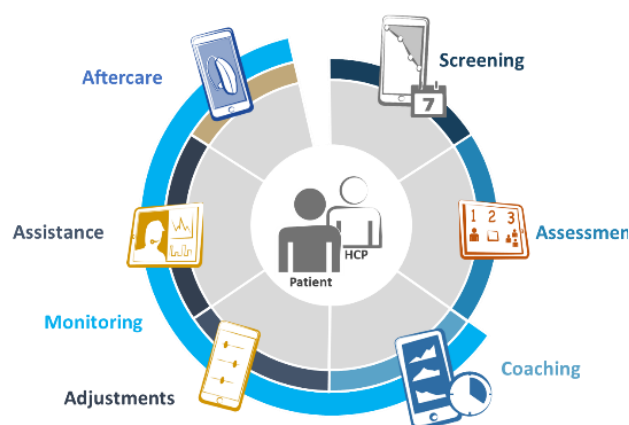 Aftercare
Screening
7
Assistance
1 2 3
Assessmen
HCP
Patient
Monitoring
Coaching
Adjustments